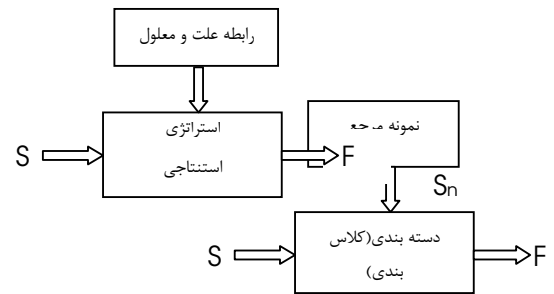 رابطه علت و معلول
استراتژی
استنتاجی
S
F
نمونه مرجع
Sn
دسته بندی(کلاس
بندی)
S
F